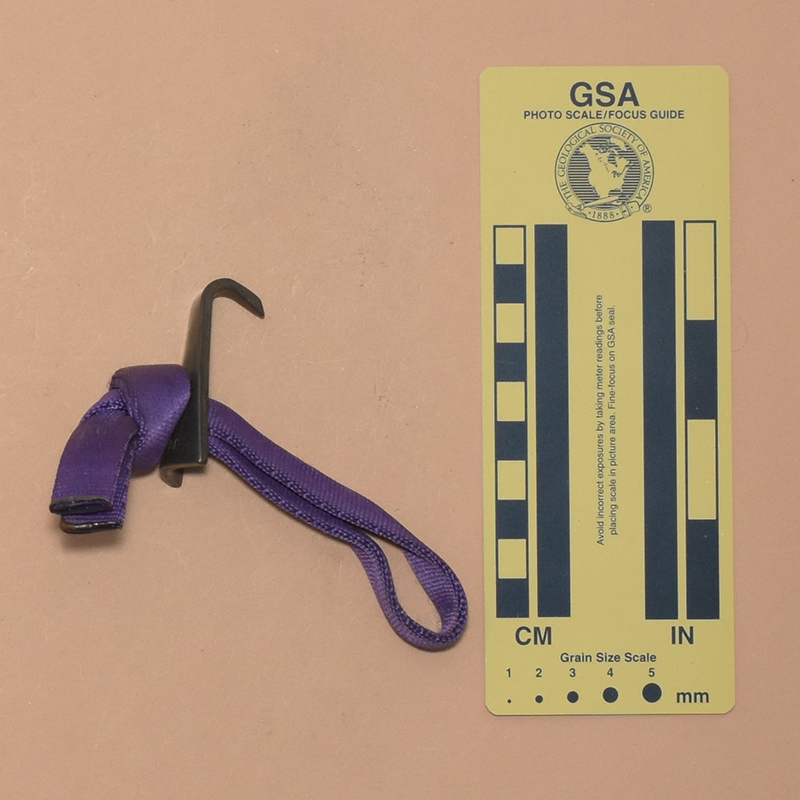 GSA
PHOTO SCALE/FOCUS GUIDE
THE GEOLOGICAL SOCIETY OF AMERICA
·1888·
®
Avoid incorrect exposures by taking meter readings before
placing scale in picture area. Fine-focus on GSA seal.
CM IN
Grain Size Scale
1 2 3 4 5
mm